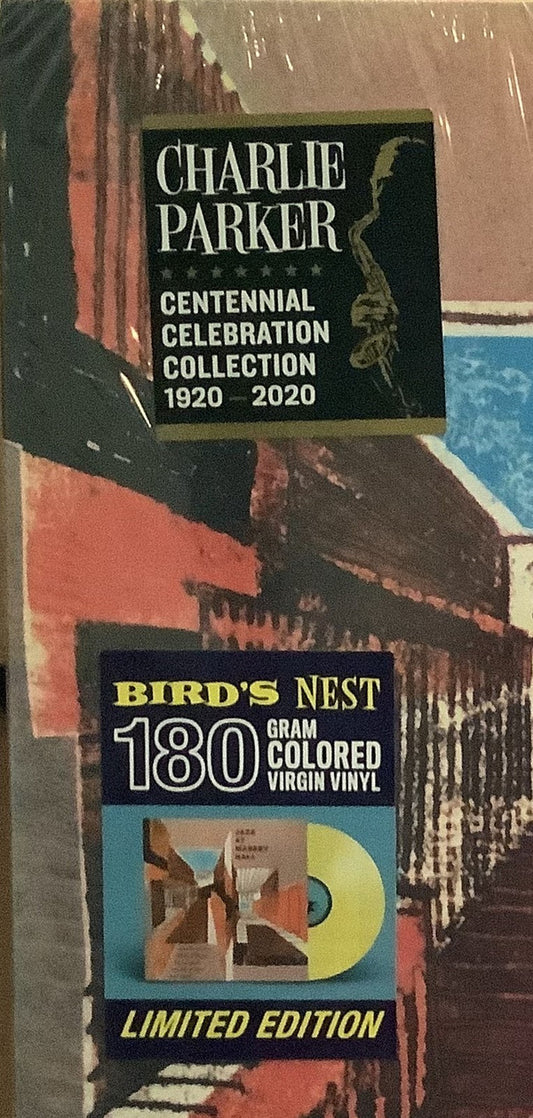 CHARLIE
PARKER
CENTENNIAL
CELEBRATION
COLLECTION
1920 – 2020
BIRD'S NEST
180 GRAM
COLORED
VIRGIN VINYL
JAZZ
AT
MASSEY
HALL
LIMITED EDITION